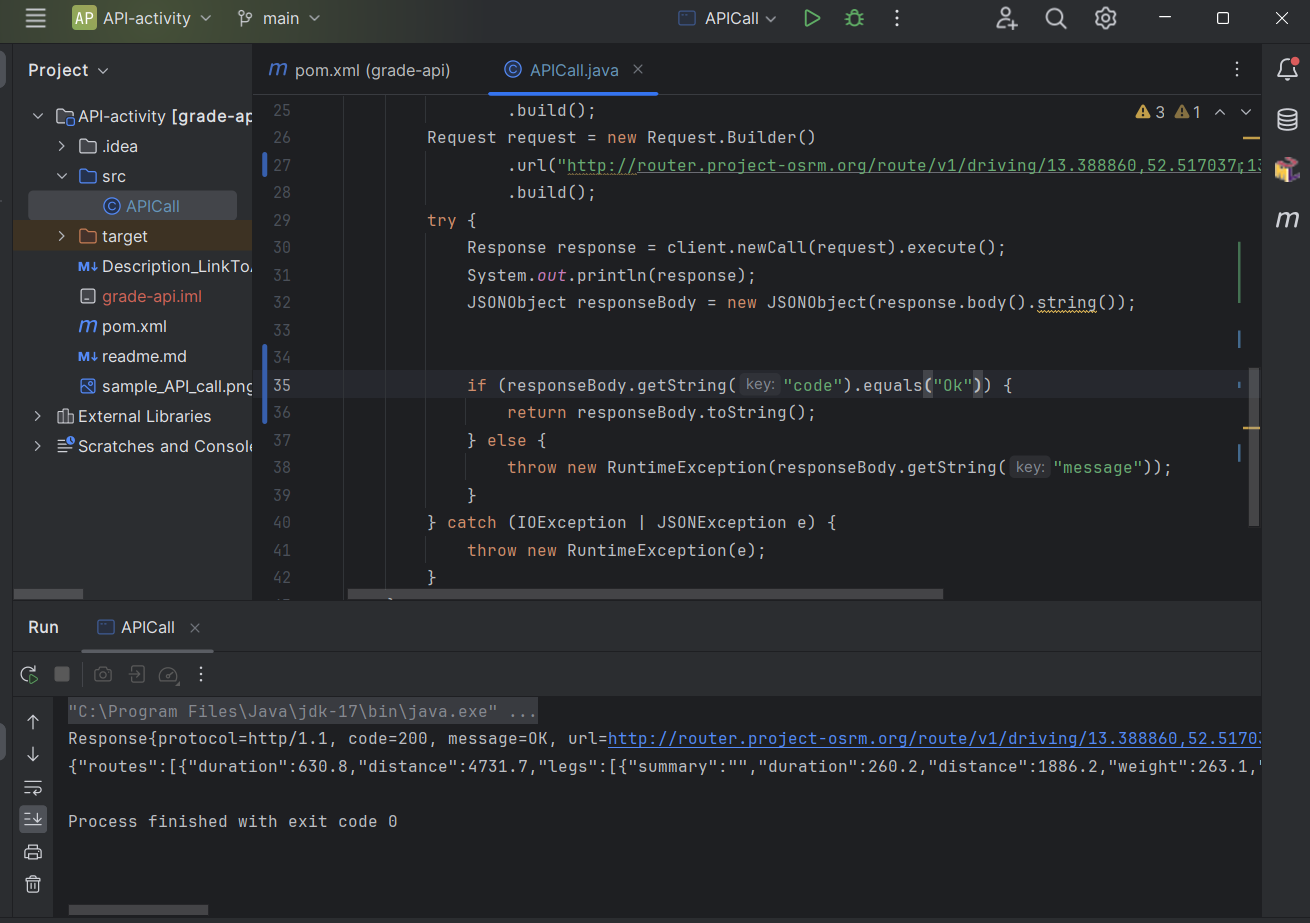 AP API-activity main APICall
Project
pom.xml (grade-api) APICall.java
API-activity [grade-ap
.idea
src
APICall
target
Description_LinkTo
grade-api.iml
pom.xml
readme.md
sample_API_call.png
External Libraries
Scratches and Console
3 1
25 .build();
26 Request request = new Request.Builder()
27 .url("http://router.project-osrm.org/route/v1/driving/13.388860,52.517037;13
28 .build();
29 try {
30 Response response = client.newCall(request).execute();
31 System.out.println(response);
32 JSONObject responseBody = new JSONObject(response.body().string());
33
34
35 if (responseBody.getString( key: "code").equals("Ok")) {
36 return responseBody.toString();
37 } else {
38 throw new RuntimeException(responseBody.getString( key: "message"));
39 }
40 } catch (IOException | JSONException e) {
41 throw new RuntimeException(e);
42 }
Run APICall
"C:\Program Files\Java\jdk-17\bin\java.exe" ...
Response{protocol=http/1.1, code=200, message=OK, url=http://router.project-osrm.org/route/v1/driving/13.388860,52.51703
{"routes":[{"duration":630.8,"distance":4731.7,"legs":[{"summary":"","duration":260.2,"distance":1886.2,"weight":263.1,"
Process finished with exit code 0